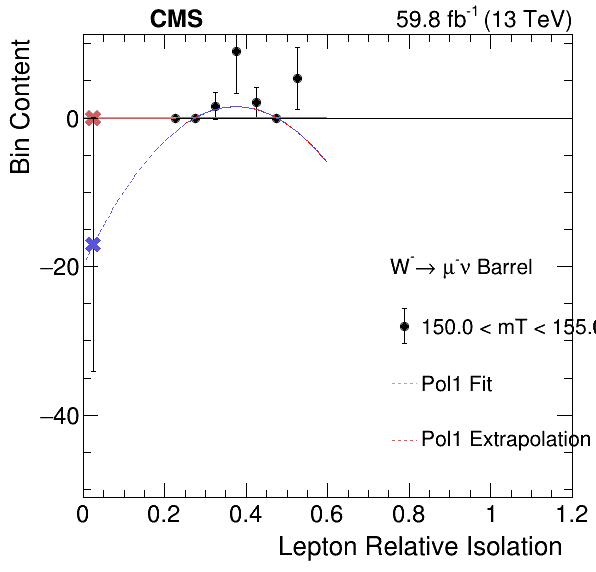 CMS
59.8 fb-1 (13 TeV)
Bin Content
0
−20
−40
W-→ μ-ν Barrel
150.0 < mT < 155.0
Pol1 Fit
Pol1 Extrapolation
0 0.2 0.4 0.6 0.8 1 1.2
Lepton Relative Isolation